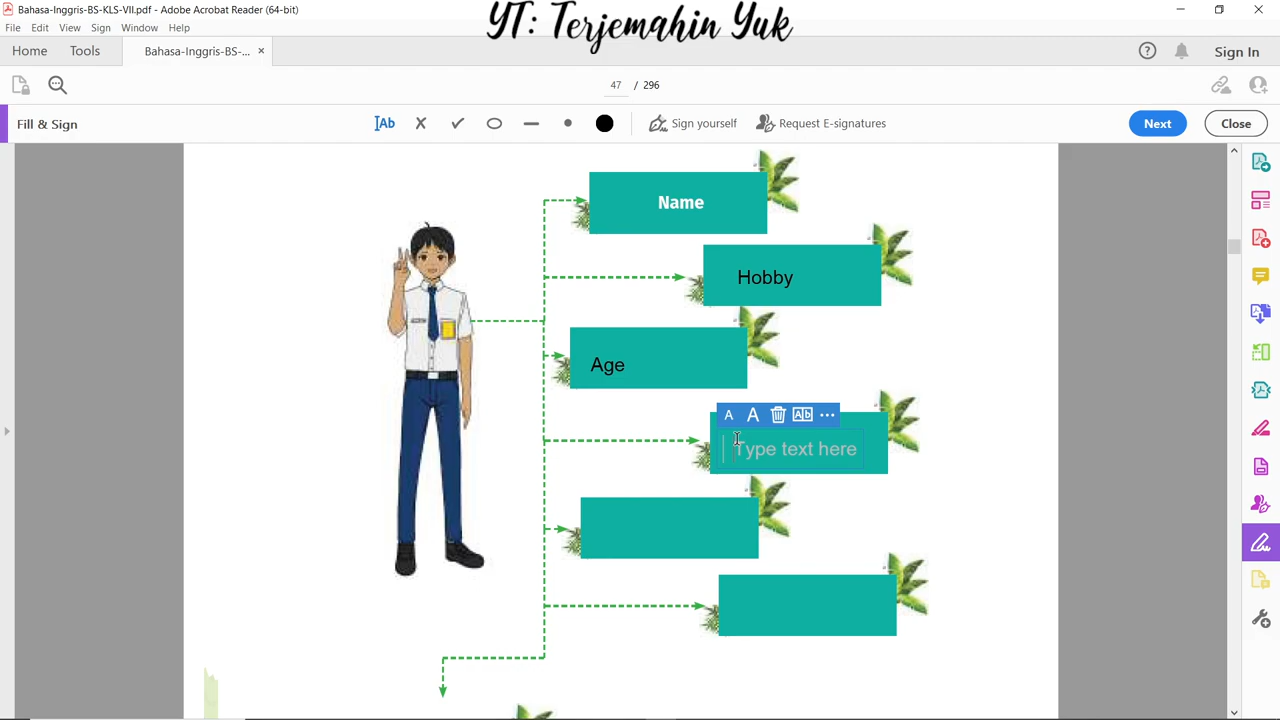 Bahasa-Inggris-BS-KLS-VII.pdf - Adobe Acrobat Reader (64-bit)
YT: Terjemahin Yuk
File Edit View Sign Window Help
Home Tools Bahasa-Inggris-BS-... × Sign In
47 / 296
Fill & Sign Ab Sign yourself Request E-signatures Next Close
Name
Hobby
Age
A A Ab
Type text here